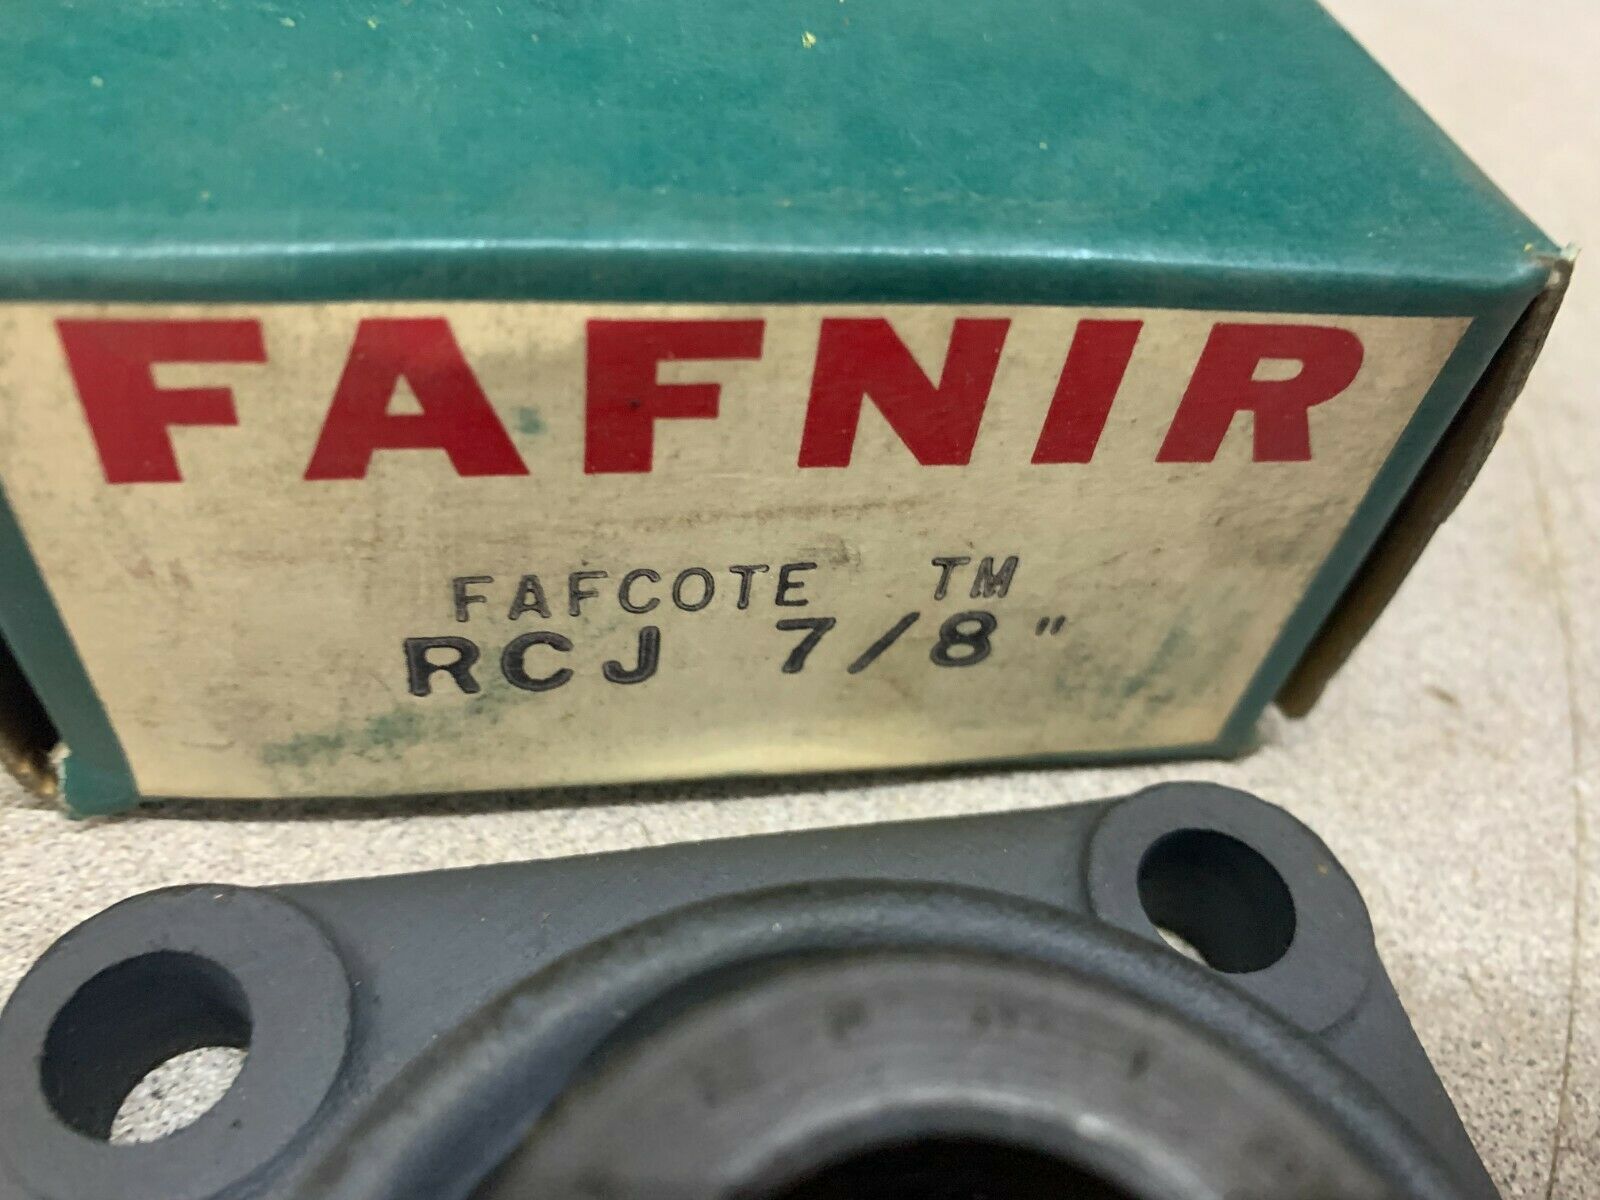 FAFNIR
FAFCOTE TM
RCJ 7/8"